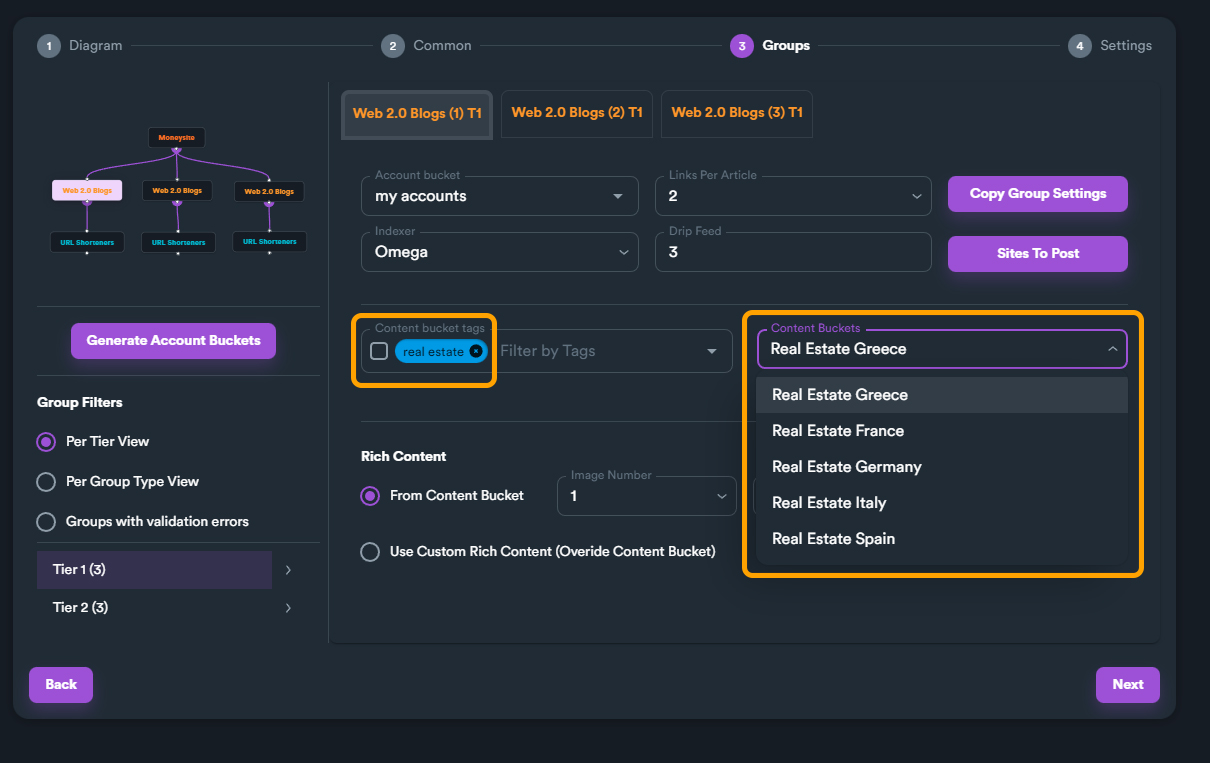 1 Diagram
2 Common
3 Groups
4 Settings
Moneysite
Web 2.0 Blogs
Web 2.0 Blogs
Web 2.0 Blogs
URL Shorteners
URL Shorteners
URL Shorteners
Generate Account Buckets
Group Filters
Per Tier View
Per Group Type View
Groups with validation errors
Tier 1 (3)
Tier 2 (3)
Web 2.0 Blogs (1) T1
Web 2.0 Blogs (2) T1
Web 2.0 Blogs (3) T1
Account bucket
my accounts
Links Per Article
2
Copy Group Settings
Indexer
Omega
Drip Feed
3
Sites To Post
Content bucket tags
real estate
Filter by Tags
Content Buckets
Real Estate Greece
Real Estate Greece
Real Estate France
Real Estate Germany
Real Estate Italy
Real Estate Spain
Rich Content
From Content Bucket
Image Number
1
Use Custom Rich Content (Overide Content Bucket)
Back
Next